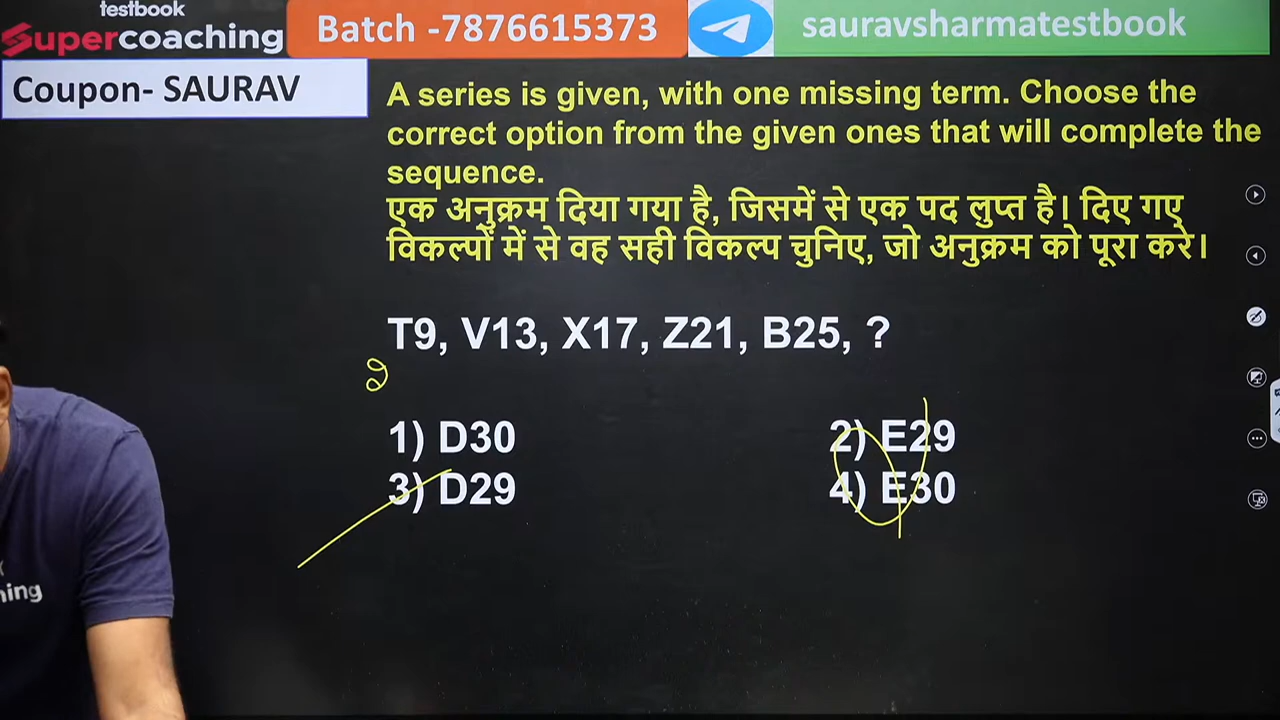 testbook
Supercoaching
Batch -7876615373
sauravsharmatestbook
Coupon- SAURAV
A series is given, with one missing term. Choose the
correct option from the given ones that will complete the
sequence.
एक अनुक्रम दिया गया है, जिसमें से एक पद लुप्त है। दिए गए
विकल्पों में से वह सही विकल्प चुनिए, जो अनुक्रम को पूरा करे।
T9, V13, X17, Z21, B25, ?
1) D30
2) E29
3) D29
4) E30